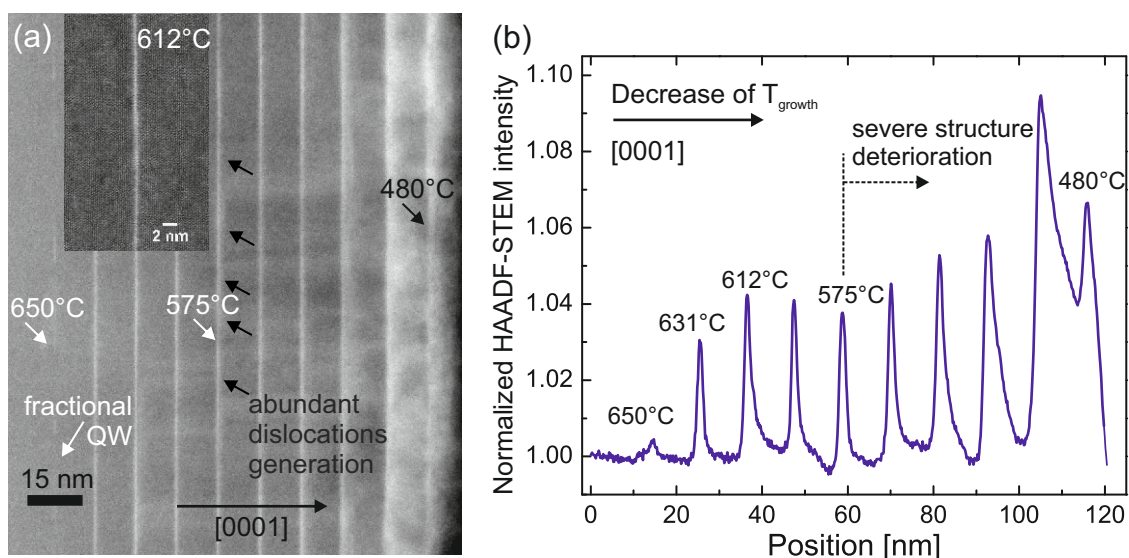 (a)
612°C
2 nm
480°C
650°C
575°C
fractional
QW
15 nm
abundant
dislocations
generation
[0001]
(b)
Normalized HAADF-STEM intensity
1.10
1.08
1.06
1.04
1.02
1.00
Decrease of T_growth
[0001]
severe structure
deterioration
480°C
612°C
575°C
631°C
650°C
0 20 40 60 80 100 120
Position [nm]